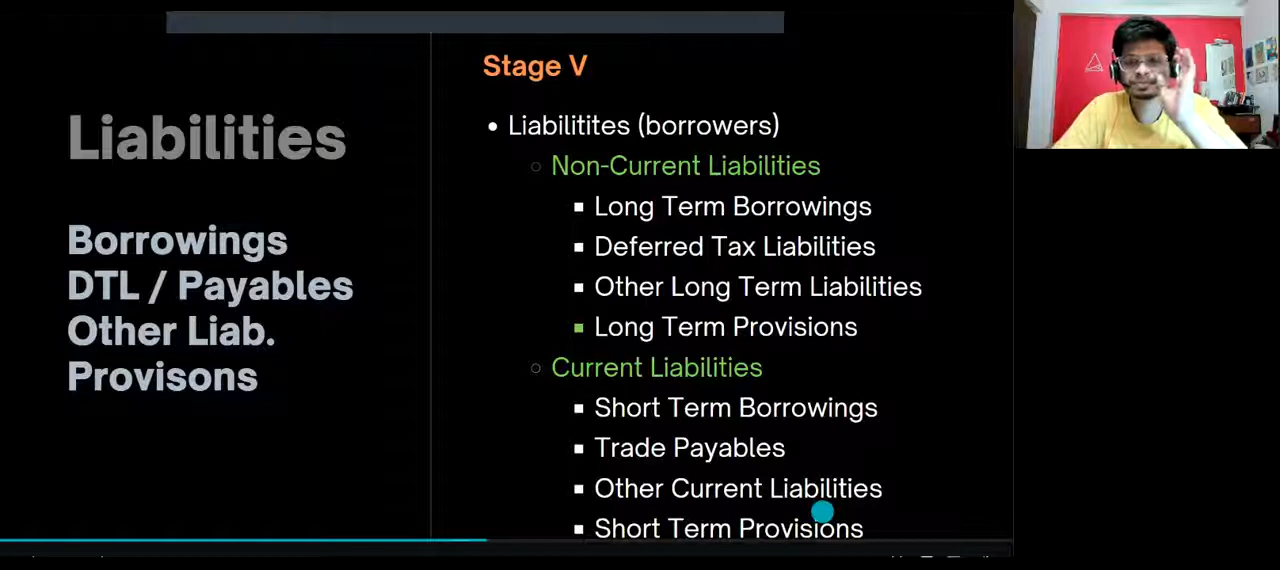 Liabilities
Borrowings
DTL / Payables
Other Liab.
Provisons
Stage V
Liabilitites (borrowers)
Non-Current Liabilities
Long Term Borrowings
Deferred Tax Liabilities
Other Long Term Liabilities
Long Term Provisions
Current Liabilities
Short Term Borrowings
Trade Payables
Other Current Liabilities
Short Term Provisions